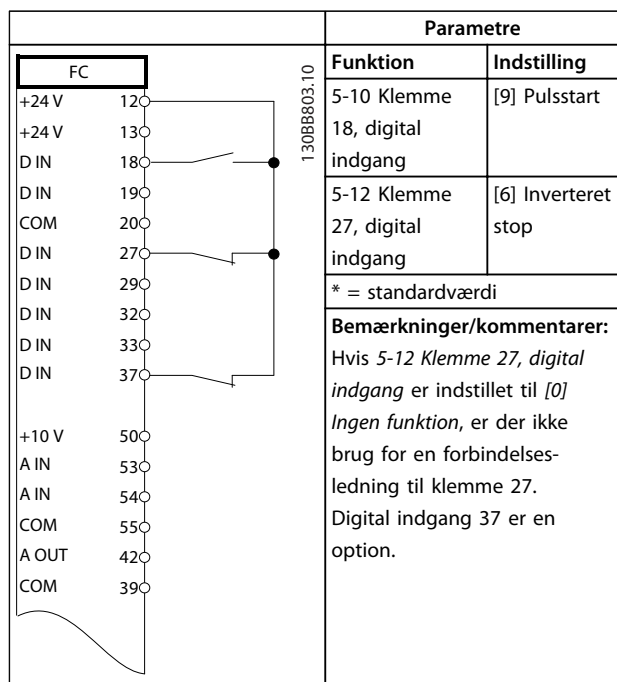 Parametre
FC
130BB803.10
+24 V 12
+24 V 13
D IN 18
D IN 19
COM 20
D IN 27
D IN 29
D IN 32
D IN 33
D IN 37
+10 V 50
A IN 53
A IN 54
COM 55
A OUT 42
COM 39
Funktion Indstilling
5-10 Klemme [9] Pulsstart
18, digital
indgang
5-12 Klemme [6] Inverteret
27, digital stop
indgang
* = standardværdi
Bemærkninger/kommentarer:
Hvis 5-12 Klemme 27, digital
indgang er indstillet til [0]
Ingen funktion, er der ikke
brug for en forbindelses-
ledning til klemme 27.
Digital indgang 37 er en
option.